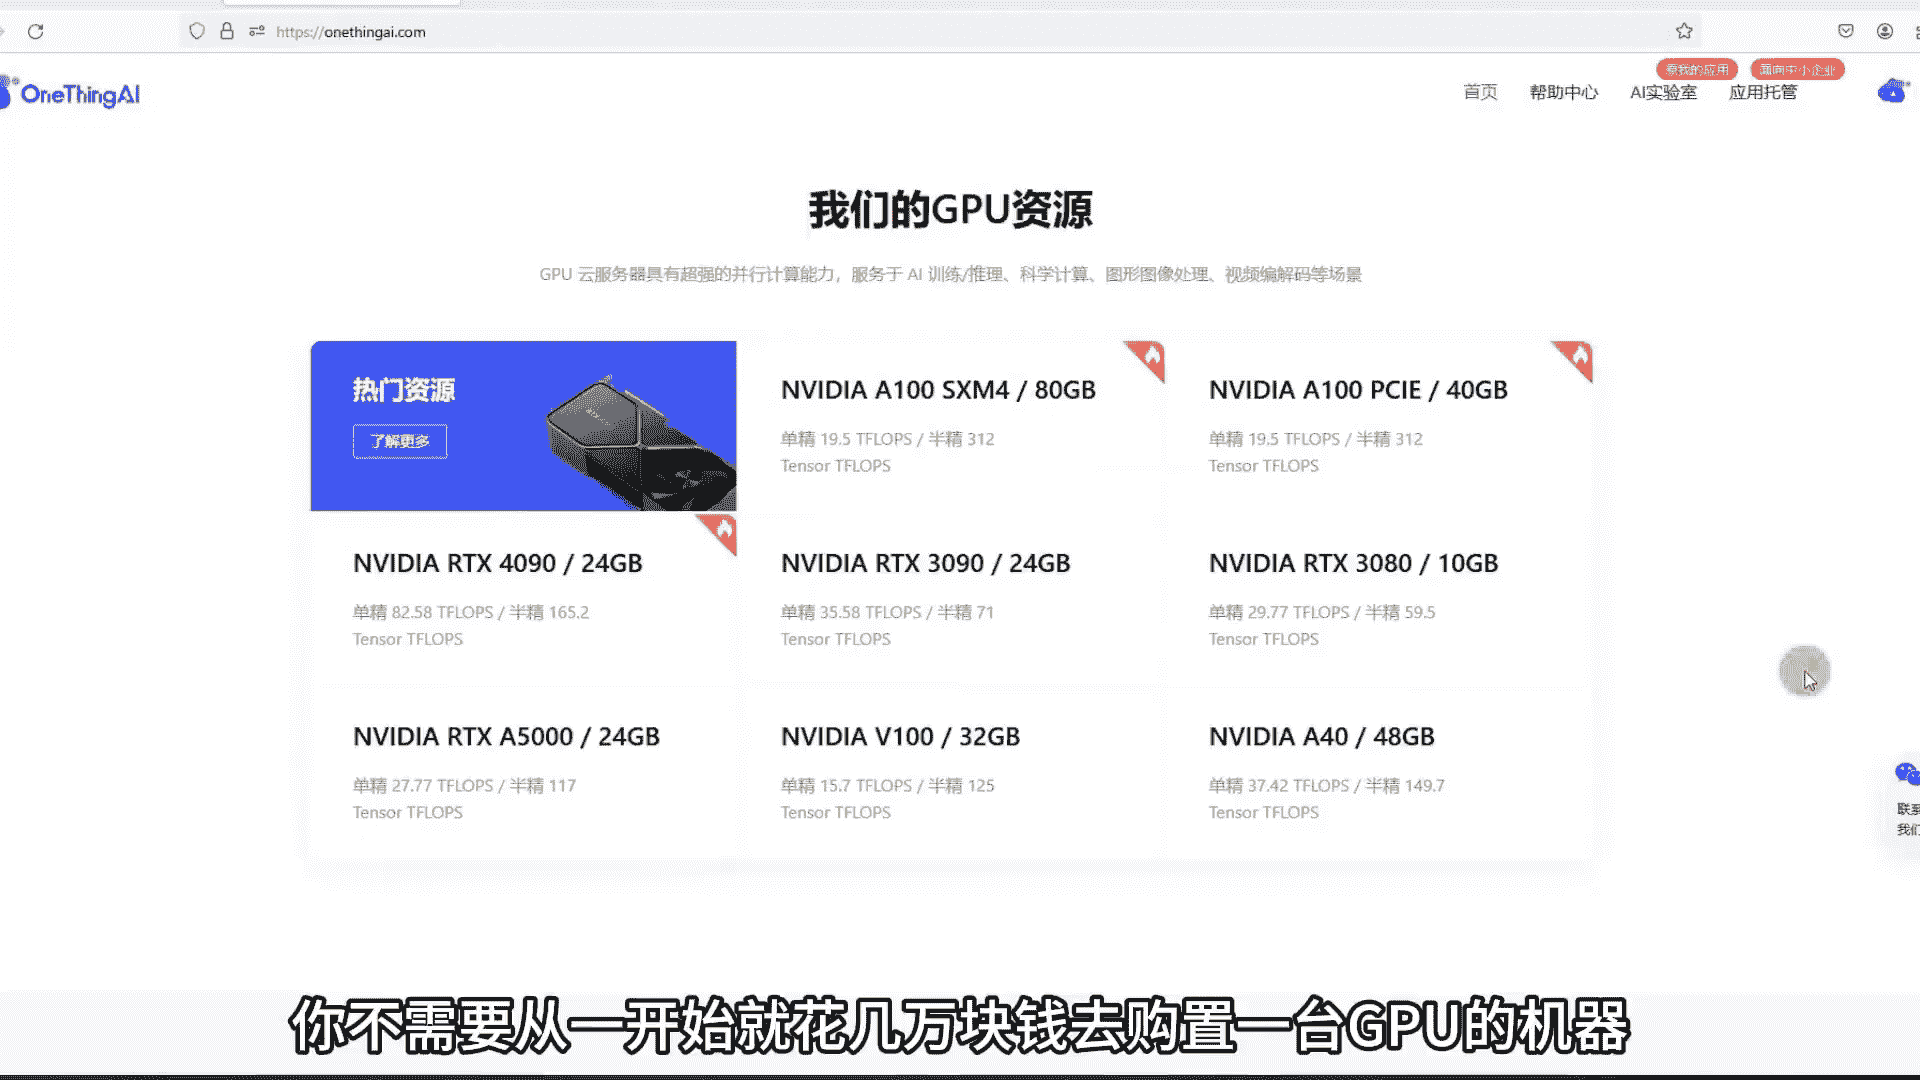 https://onethingai.com
OneThingAI
首页
帮助中心
AI实验室
应用托管
面向中小企业
我们的GPU资源
GPU 云服务器具有超强的并行计算能力，服务于 AI 训练/推理、科学计算、图形图像处理、视频编解码等场景
热门资源
了解更多
NVIDIA A100 SXM4 / 80GB
单精 19.5 TFLOPS / 半精 312
Tensor TFLOPS
NVIDIA A100 PCIE / 40GB
单精 19.5 TFLOPS / 半精 312
Tensor TFLOPS
NVIDIA RTX 4090 / 24GB
单精 82.58 TFLOPS / 半精 165.2
Tensor TFLOPS
NVIDIA RTX 3090 / 24GB
单精 35.58 TFLOPS / 半精 71
Tensor TFLOPS
NVIDIA RTX 3080 / 10GB
单精 29.77 TFLOPS / 半精 59.5
Tensor TFLOPS
NVIDIA RTX A5000 / 24GB
单精 27.77 TFLOPS / 半精 117
Tensor TFLOPS
NVIDIA V100 / 32GB
单精 15.7 TFLOPS / 半精 125
Tensor TFLOPS
NVIDIA A40 / 48GB
单精 37.42 TFLOPS / 半精 149.7
Tensor TFLOPS
联系
我们
你不需要从一开始就花几万块钱去购置一台GPU的机器